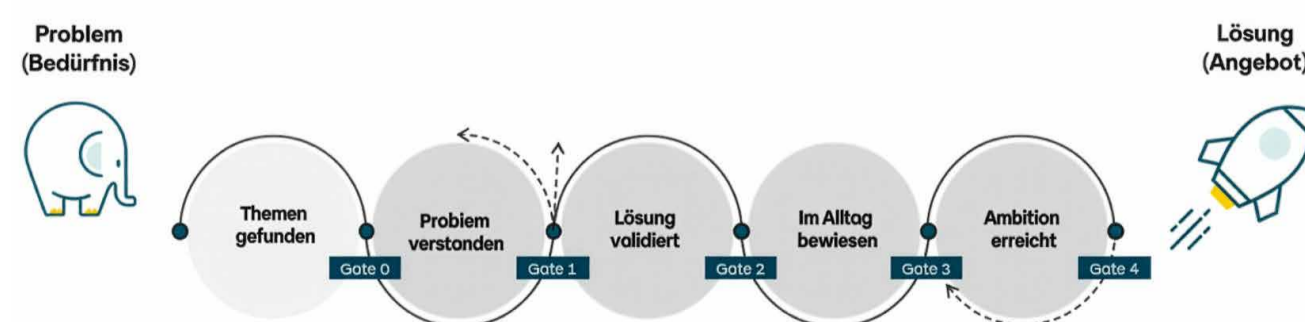 Problem
(Bedürfnis)
Lösung
(Angebot)
Themen
gefunden
Problem
verstonden
Lösung
validiert
Im Alltag
bewiesen
Ambition
erreicht
Gate 0
Gate 1
Gate 2
Gate 3
Gate 4